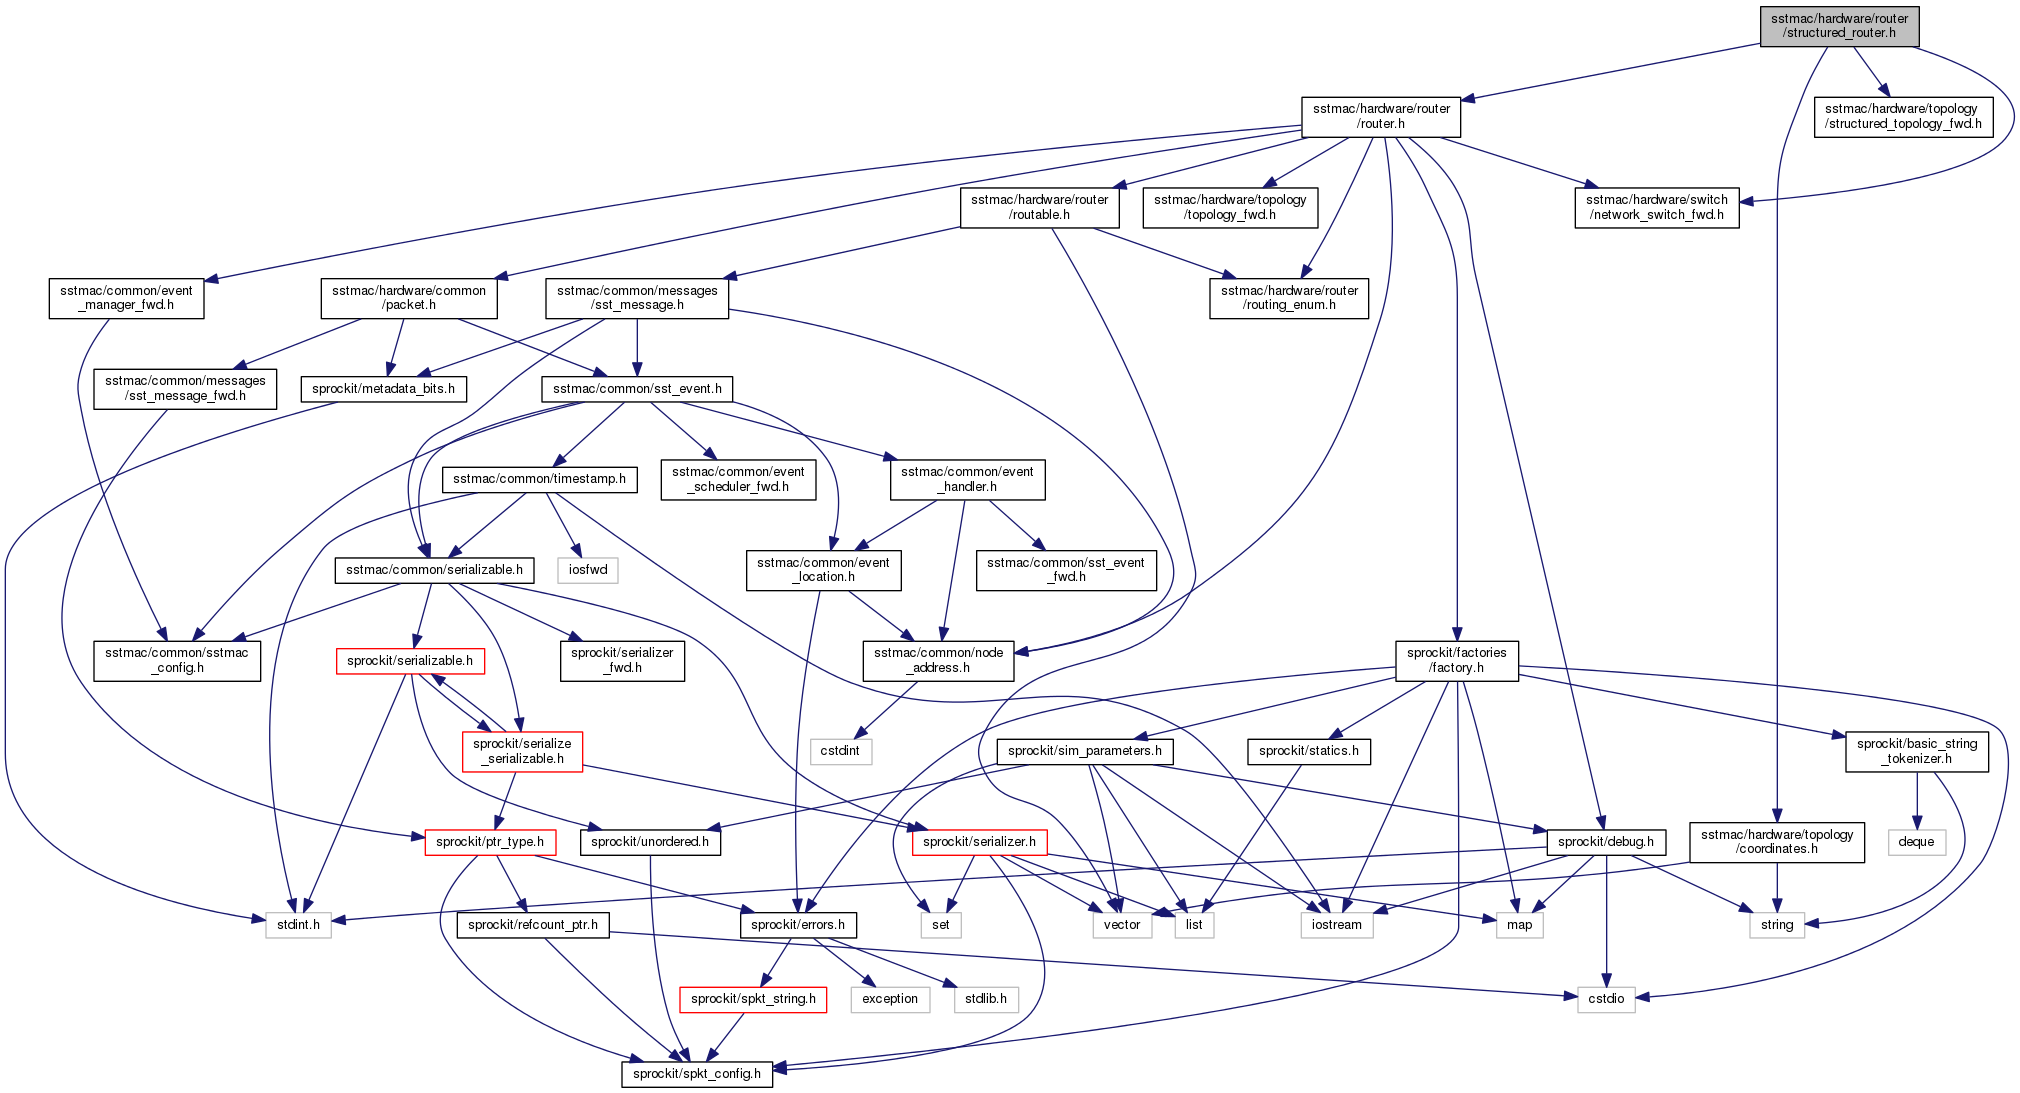 sstmac/hardware/router
/structured_router.h
sstmac/hardware/router
/router.h
sstmac/hardware/topology
/structured_topology_fwd.h
sstmac/hardware/router
/routable.h
sstmac/hardware/topology
/topology_fwd.h
sstmac/hardware/switch
/network_switch_fwd.h
sstmac/common/event
_manager_fwd.h
sstmac/hardware/common
/packet.h
sstmac/common/messages
/sst_message.h
sstmac/hardware/router
/routing_enum.h
sstmac/common/messages
/sst_message_fwd.h
sprockit/metadata_bits.h
sstmac/common/sst_event.h
sstmac/common/timestamp.h
sstmac/common/event
_scheduler_fwd.h
sstmac/common/event
_handler.h
sstmac/common/serializable.h
iosfwd
sstmac/common/event
_location.h
sstmac/common/sst_event
_fwd.h
sstmac/common/sstmac
_config.h
sprockit/serializable.h
sprockit/serializer
_fwd.h
sstmac/common/node
_address.h
sprockit/factories
/factory.h
sprockit/serialize
_serializable.h
cstdint
sprockit/sim_parameters.h
sprockit/statics.h
sprockit/basic_string
_tokenizer.h
sprockit/ptr_type.h
sprockit/unordered.h
sprockit/serializer.h
sprockit/debug.h
sstmac/hardware/topology
/coordinates.h
deque
stdint.h
sprockit/refcount_ptr.h
sprockit/errors.h
set
vector
list
iostream
map
string
sprockit/spkt_string.h
exception
stdlib.h
cstdio
sprockit/spkt_config.h